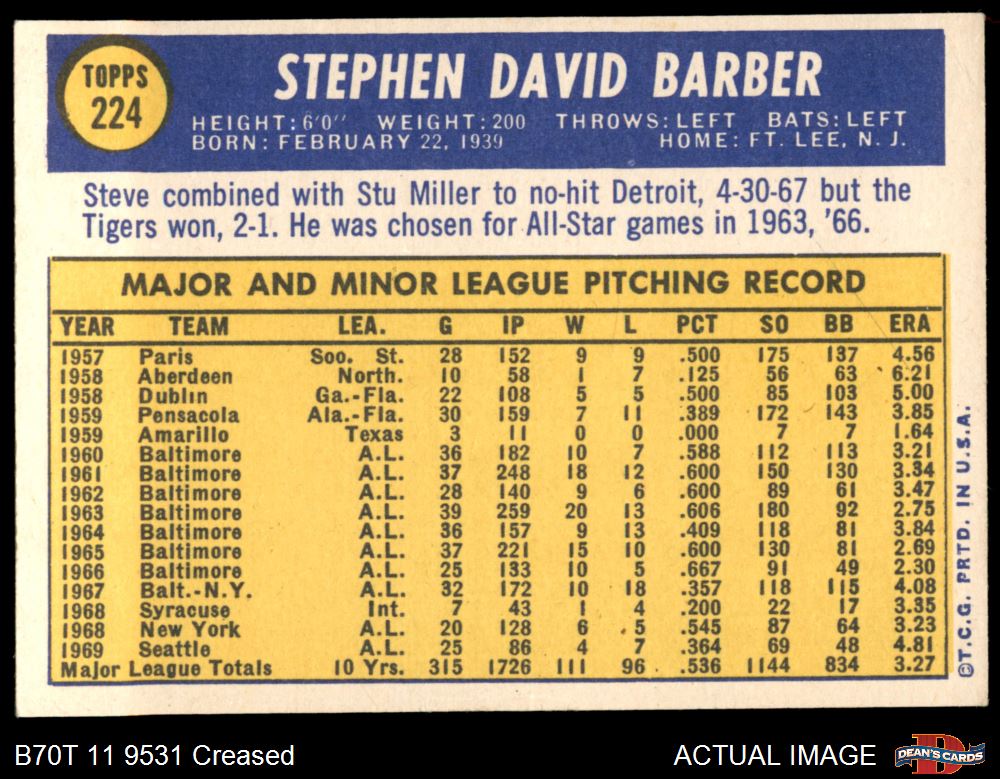 TOPPS
224
STEPHEN DAVID BARBER
HEIGHT: 6'0" WEIGHT: 200 THROWS: LEFT BATS: LEFT
BORN: FEBRUARY 22, 1939 HOME: FT. LEE, N. J.
Steve combined with Stu Miller to no-hit Detroit, 4-30-67 but the
Tigers won, 2-1. He was chosen for All-Star games in 1963, '66.
MAJOR AND MINOR LEAGUE PITCHING RECORD
YEAR TEAM LEA. G IP W L PCT SO BB ERA
1957 Paris Soo. St. 28 152 9 9 .500 175 137 4.56
1958 Aberdeen North. 10 58 1 7 .125 56 63 6.21
1958 Dublin Ga.-Fla. 22 108 5 5 .500 85 103 5.00
1959 Pensacola Ala.-Fla. 30 159 7 11 .389 172 143 3.85
1959 Amarillo Texas 3 11 0 0 .000 7 7 1.64
1960 Baltimore A.L. 36 182 10 7 .588 112 113 3.21
1961 Baltimore A.L. 37 248 18 12 .600 150 130 3.34
1962 Baltimore A.L. 28 140 9 6 .600 89 61 3.47
1963 Baltimore A.L. 39 259 20 13 .606 180 92 2.75
1964 Baltimore A.L. 36 157 9 13 .409 118 81 3.84
1965 Baltimore A.L. 37 221 15 10 .600 130 81 2.69
1966 Baltimore A.L. 25 133 10 5 .667 91 49 2.30
1967 Balt.-N.Y. A.L. 32 172 10 18 .357 118 115 4.08
1968 Syracuse Int. 7 43 1 4 .200 22 17 3.35
1968 New York A.L. 20 128 6 5 .545 87 64 3.23
1969 Seattle A.L. 25 86 4 7 .364 69 48 4.81
Major League Totals 10 Yrs. 315 1726 111 96 .536 1144 834 3.27
©T.C.G. PRTD. IN U.S.A.
B70T 11 9531 Creased ACTUAL IMAGE
DEAN'S CARDS